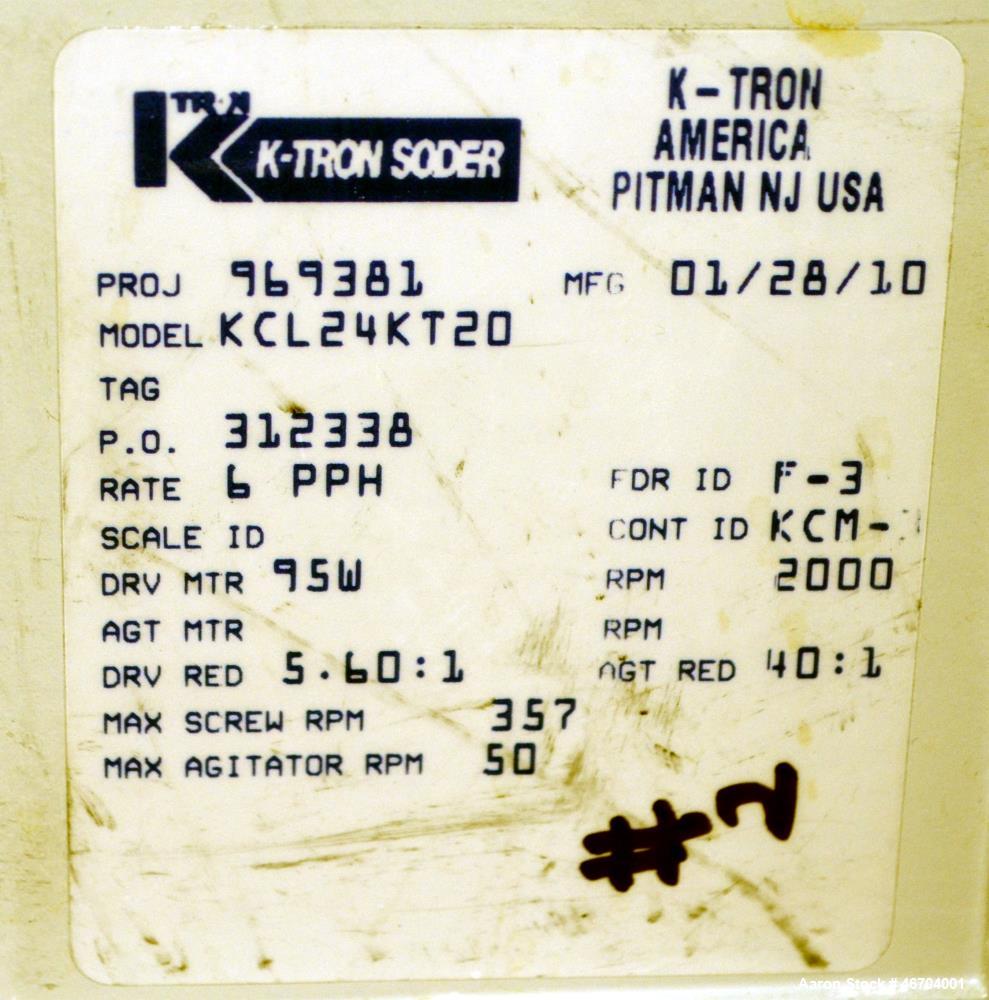 K-TRON SODER
K-TRON
AMERICA
PITMAN NJ USA
PROJ 969381 MFG 01/28/10
MODEL KCL24KT20
TAG
P.O. 312338
RATE 6 PPH FDR ID F-3
SCALE ID CONT ID KCM-
DRV MTR 95W RPM 2000
AGT MTR RPM
DRV RED 5.60:1 AGT RED 40:1
MAX SCREW RPM 357
MAX AGITATOR RPM 50
#2
Aaron Stock # 46704001